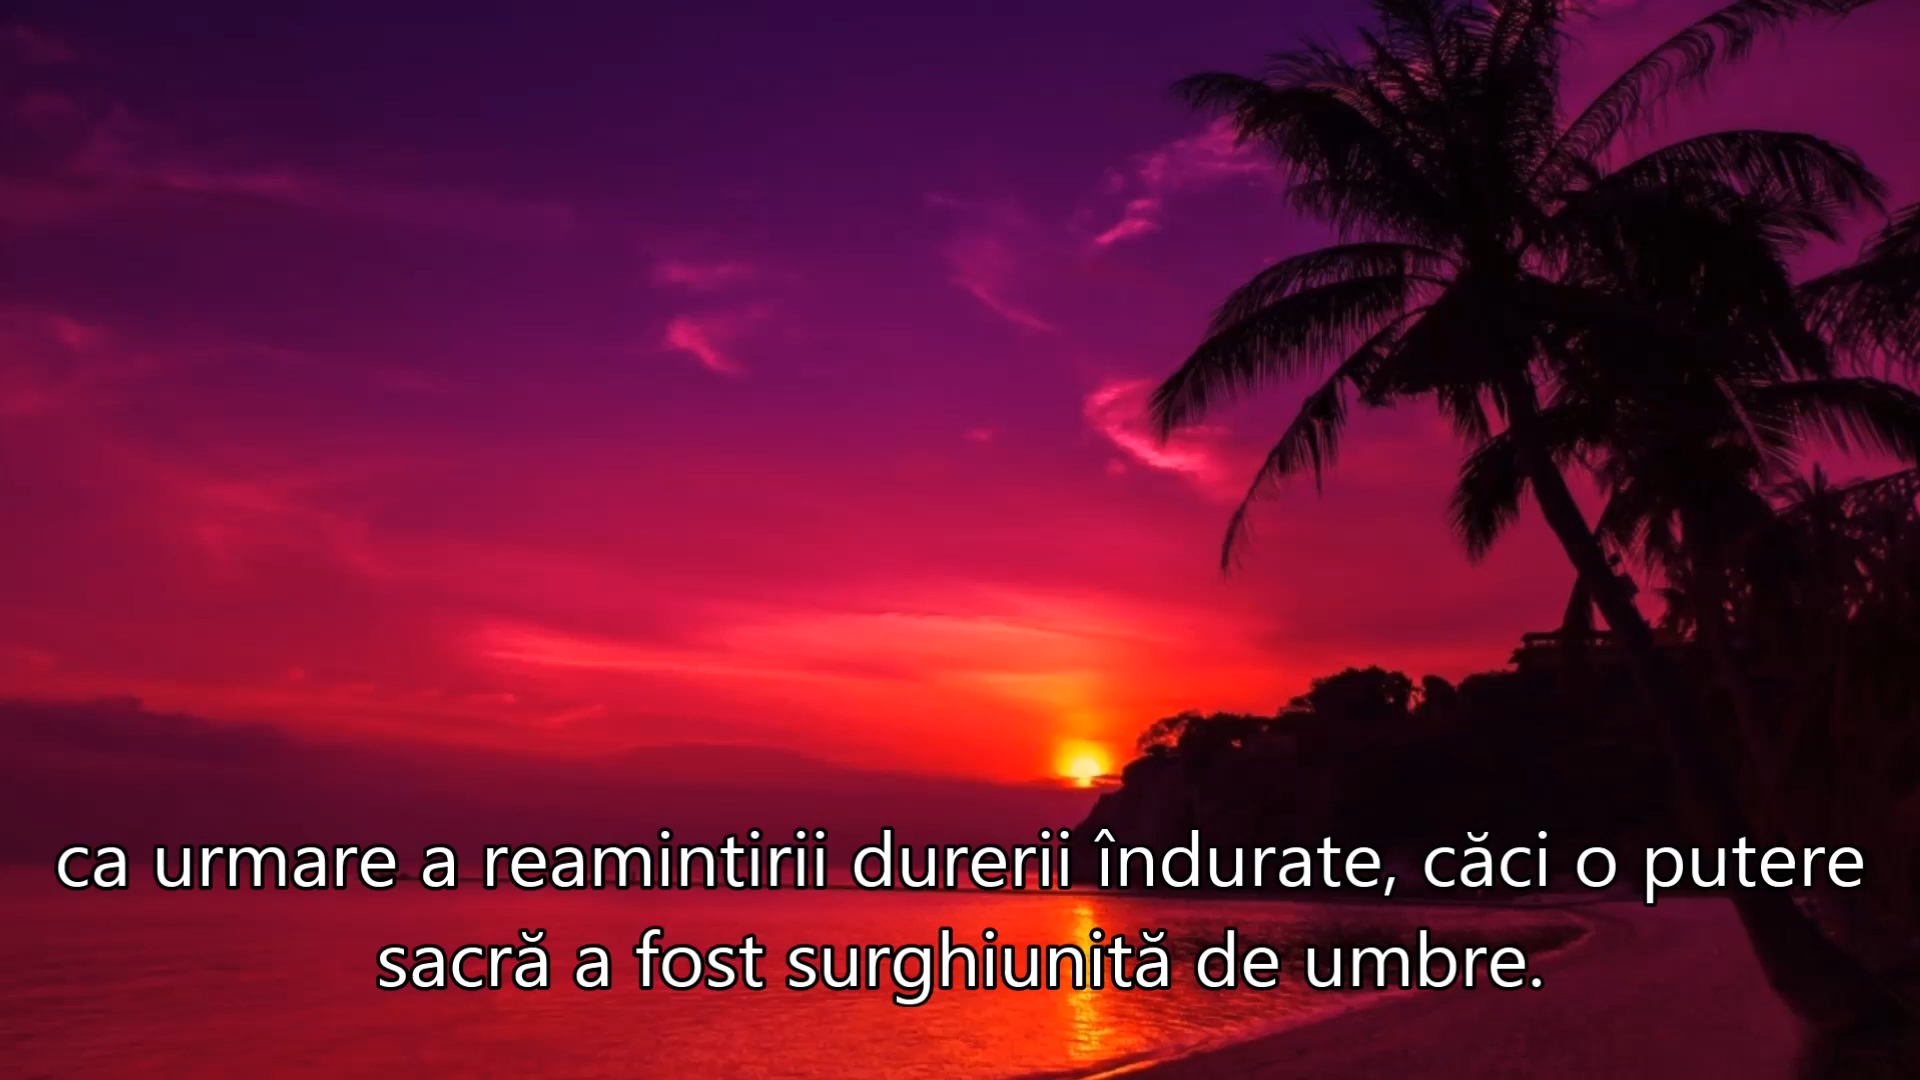 ca urmare a reamintirii durerii îndurate, căci o putere
sacră a fost surghiunită de umbre.